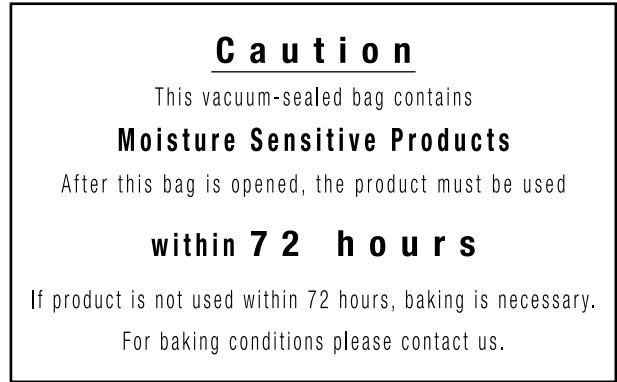 Caution
This vacuum-sealed bag contains
Moisture Sensitive Products
After this bag is opened, the product must be used
within 72 hours
If product is not used within 72 hours, baking is necessary.
For baking conditions please contact us.